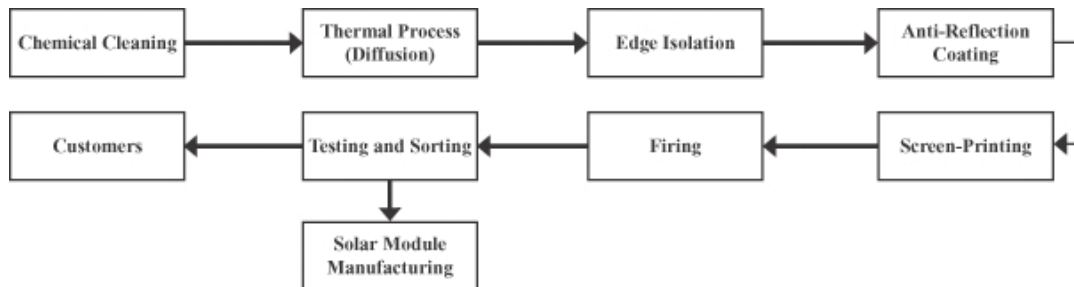 Chemical Cleaning
Thermal Process
(Diffusion)
Edge Isolation
Anti-Reflection
Coating
Customers
Testing and Sorting
Firing
Screen-Printing
Solar Module
Manufacturing